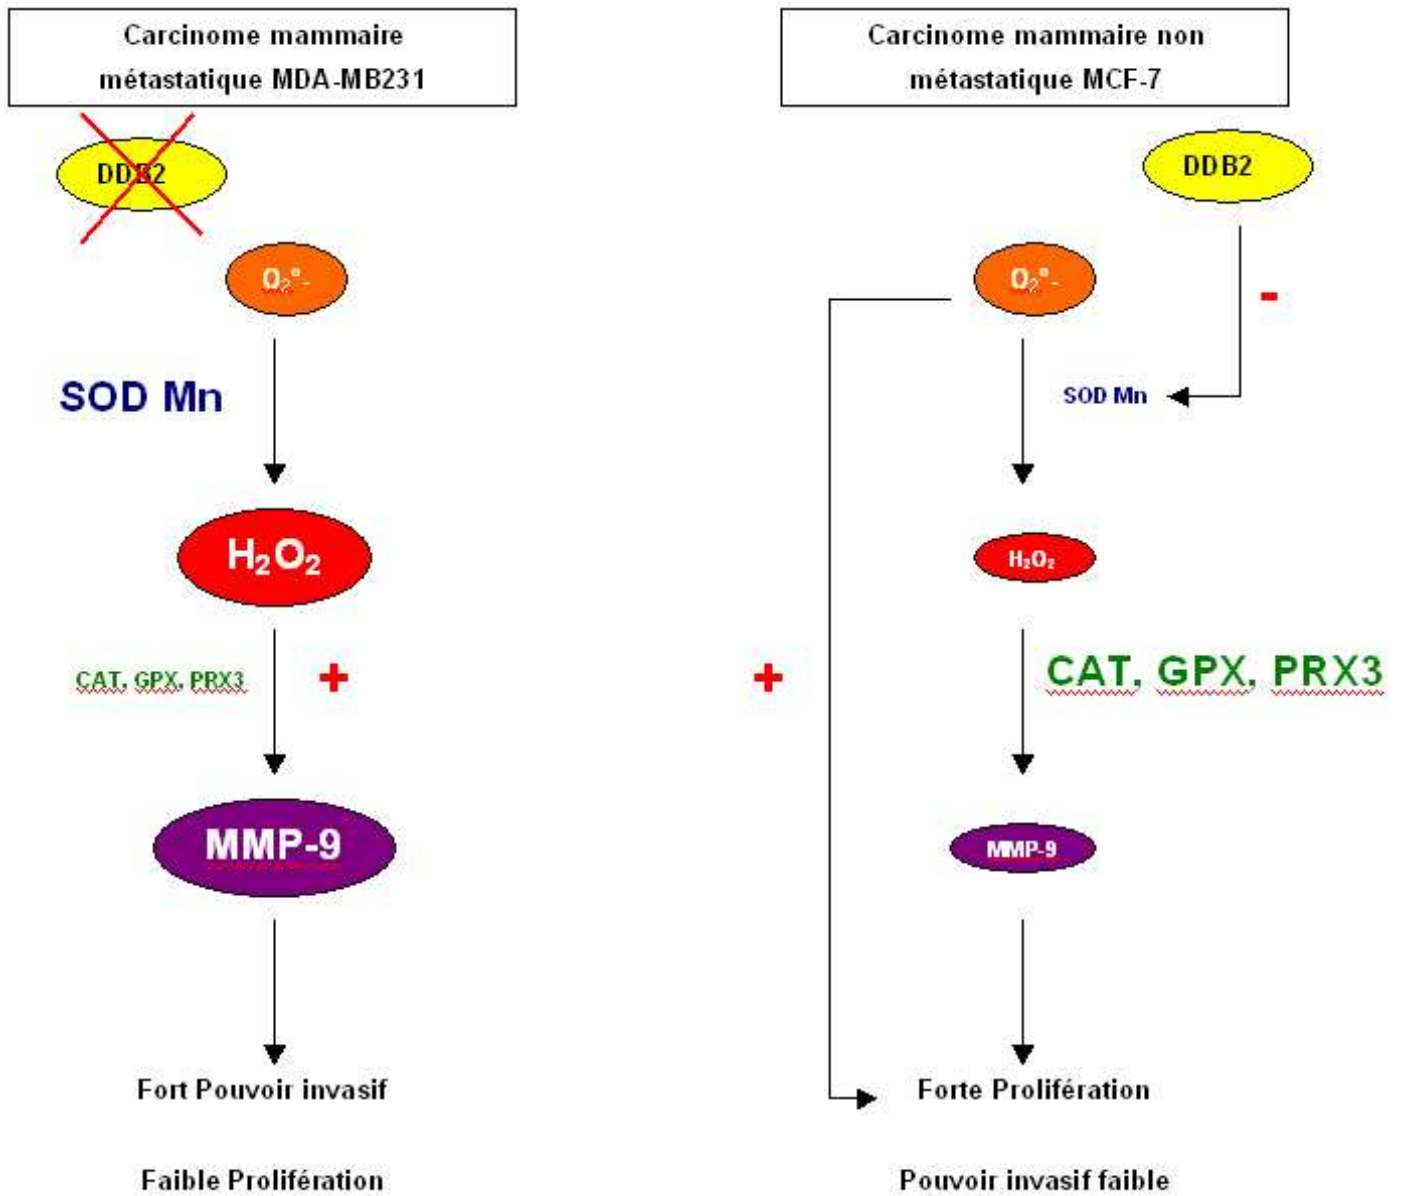 Carcinome mammaire
métastatique MDA-MB231
DDB2
O₂°-
SOD Mn
H₂O₂
CAT, GPX, PRX3
+
MMP-9
Fort Pouvoir invasif
Faible Prolifération
Carcinome mammaire non
métastatique MCF-7
DDB2
O₂°-
-
SOD Mn
H₂O₂
+
CAT, GPX, PRX3
MMP-9
Forte Prolifération
Pouvoir invasif faible